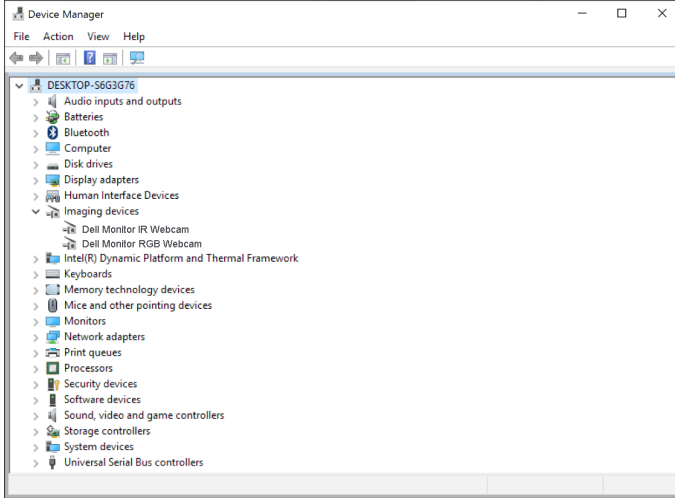 Device Manager
File Action View Help
DESKTOP-S6G3G76
Audio inputs and outputs
Batteries
Bluetooth
Computer
Disk drives
Display adapters
Human Interface Devices
Imaging devices
Dell Monitor IR Webcam
Dell Monitor RGB Webcam
Intel(R) Dynamic Platform and Thermal Framework
Keyboards
Memory technology devices
Mice and other pointing devices
Monitors
Network adapters
Print queues
Processors
Security devices
Software devices
Sound, video and game controllers
Storage controllers
System devices
Universal Serial Bus controllers